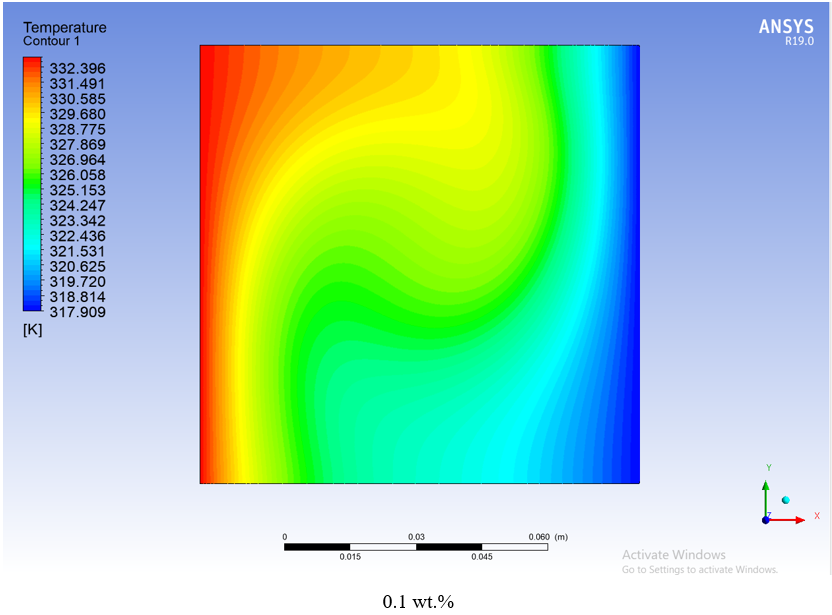 Temperature
Contour 1
332.396
331.491
330.585
329.680
328.775
327.869
326.964
326.058
325.153
324.247
323.342
322.436
321.531
320.625
319.720
318.814
317.909
[K]
ANSYS
R19.0
Y
Z
X
0 0.03 0.060 (m)
0.015 0.045
Activate Windows
Go to Settings to activate Windows.
0.1 wt.%